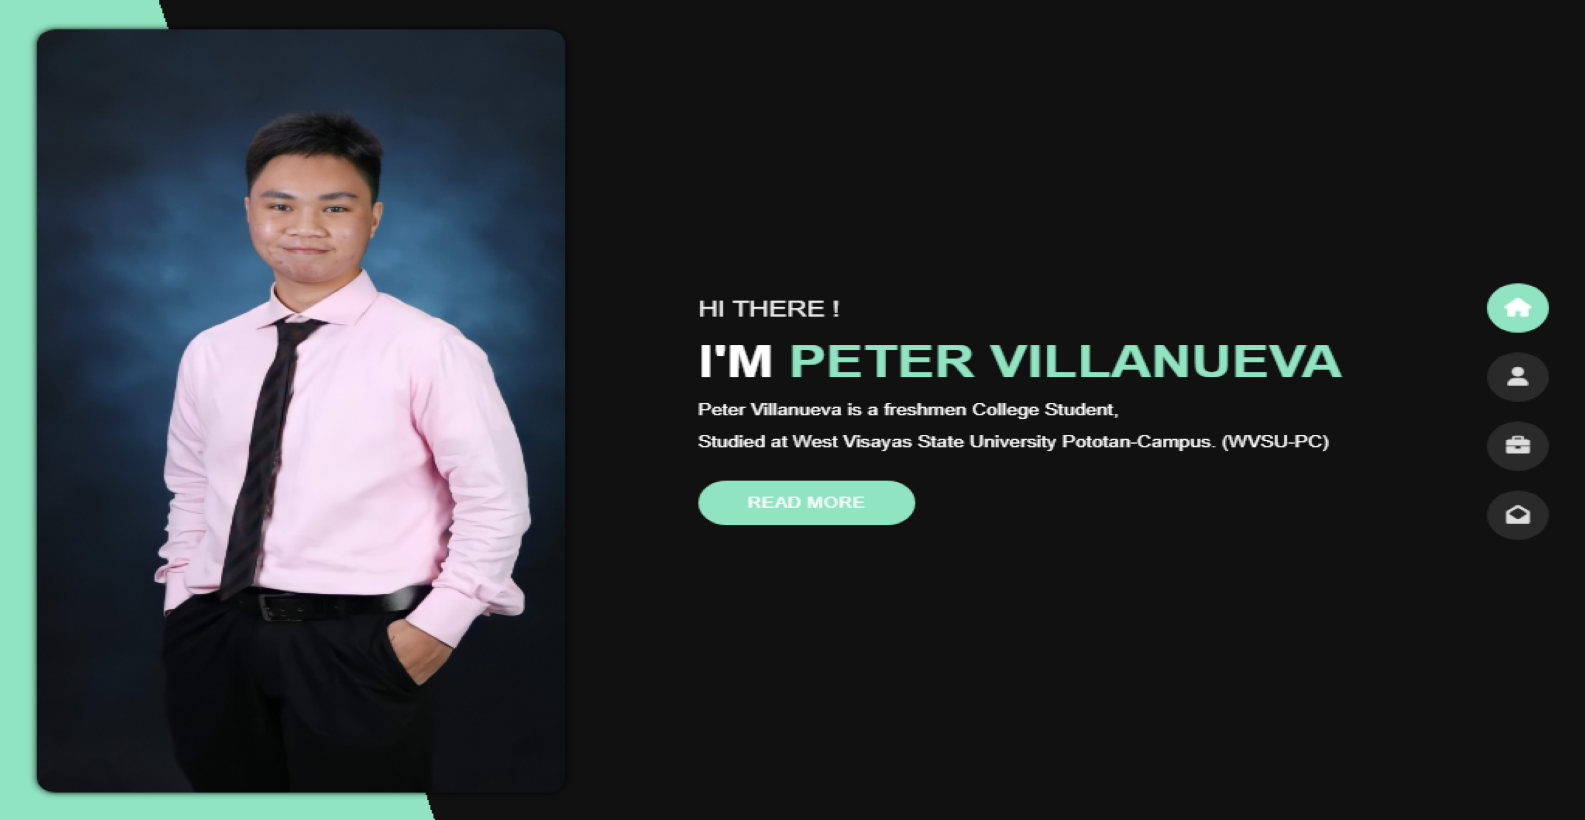 HI THERE !
I'M PETER VILLANUEVA
Peter Villanueva is a freshmen College Student,
Studied at West Visayas State University Pototan-Campus. (WVSU-PC)
READ MORE